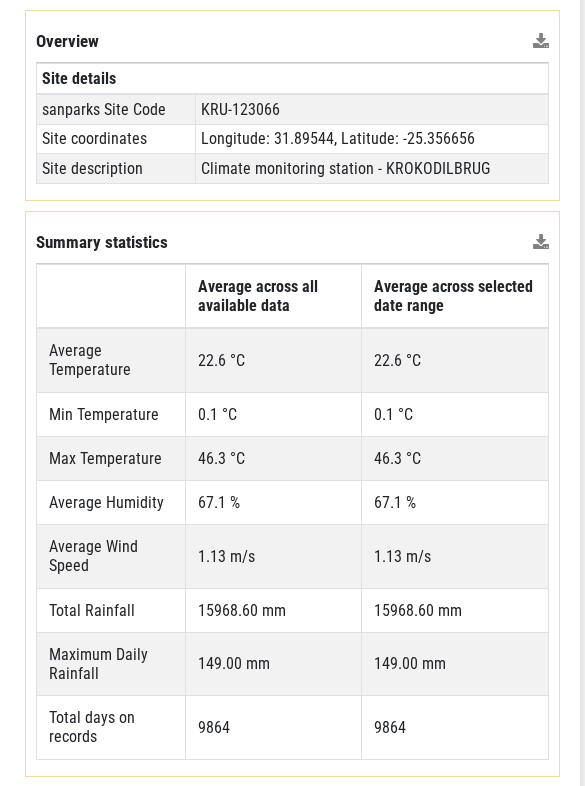 Overview
Site details
sanparks Site Code KRU-123066
Site coordinates Longitude: 31.89544, Latitude: -25.356656
Site description Climate monitoring station - KROKODILBRUG
Summary statistics
Average across all Average across selected
available data date range
Average
Temperature 22.6 °C 22.6 °C
Min Temperature 0.1 °C 0.1 °C
Max Temperature 46.3 °C 46.3 °C
Average Humidity 67.1 % 67.1 %
Average Wind
Speed 1.13 m/s 1.13 m/s
Total Rainfall 15968.60 mm 15968.60 mm
Maximum Daily
Rainfall 149.00 mm 149.00 mm
Total days on
records 9864 9864